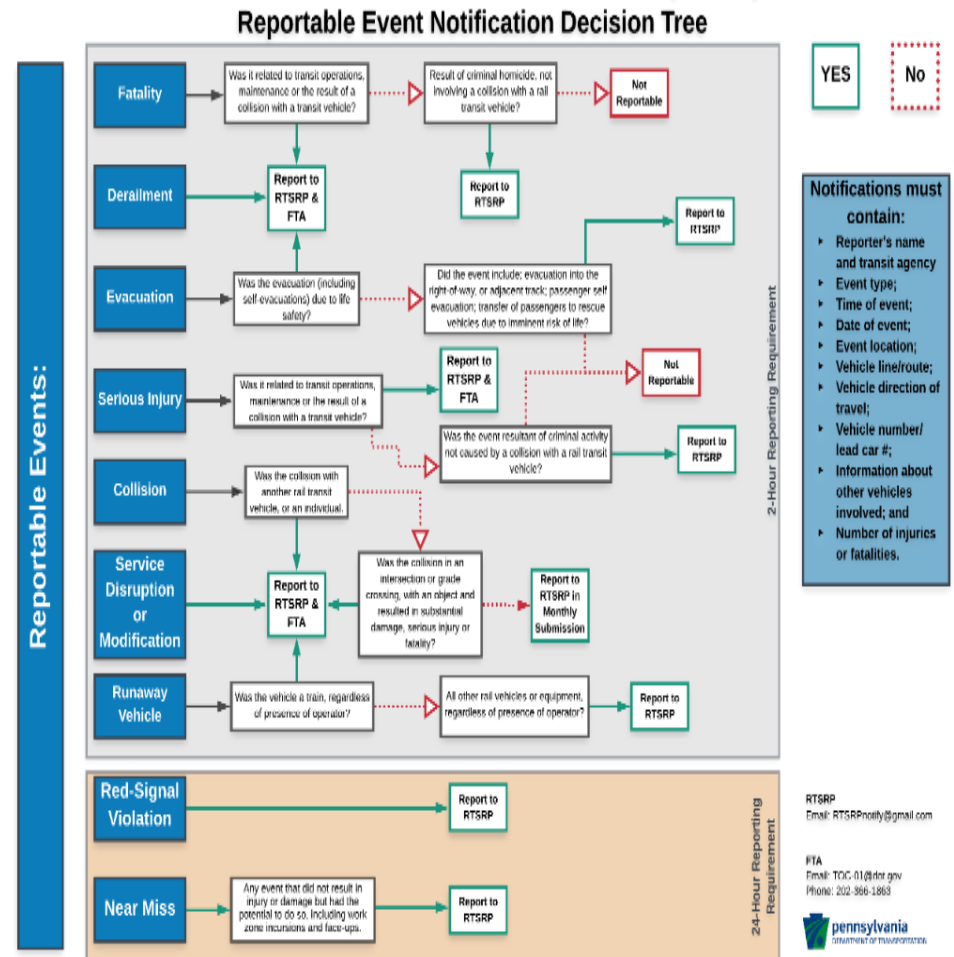 Reportable Event Notification Decision Tree
Reportable Events:
Fatality
Was it related to transit operations,
maintenance or the result of a
collision with a transit vehicle?
Result of criminal homicide, not
involving a collision with a rail
transit vehicle?
Not
Reportable
YES
No
Derailment
Report to
RTSRP &
FTA
Report to
RTSRP
Report to
RTSRP
Evacuation
Was the evacuation (including
self-evacuations) due to life
safety?
Did the event include: evacuation into the
right-of-way, or adjacent track; passenger self
evacuation; transfer of passengers to rescue
vehicles due to imminent risk of life?
Serious Injury
Was it related to transit operations,
maintenance or the result of a
collision with a transit vehicle?
Report to
RTSRP &
FTA
Not
Reportable
Was the event resultant of criminal activity
not caused by a collision with a rail transit
vehicle?
Report to
RTSRP
Collision
Was the collision with
another rail transit
vehicle, or an individual.
Service
Disruption
or
Modification
Report to
RTSRP &
FTA
Was the collision in an
intersection or grade
crossing, with an object and
resulted in substantial
damage, serious injury or
fatality?
Report to
RTSRP in
Monthly
Submission
Runaway
Vehicle
Was the vehicle a train, regardless
of presence of operator?
All other rail vehicles or equipment,
regardless of presence of operator?
Report to
RTSRP
2-Hour Reporting Requirement
Red-Signal
Violation
Report to
RTSRP
Near Miss
Any event that did not result in
injury or damage but had the
potential to do so, including work
zone incursions and face-ups.
Report to
RTSRP
24-Hour Reporting
Requirement
Notifications must
contain:
‣ Reporter's name
and transit agency
‣ Event type;
‣ Time of event;
‣ Date of event;
‣ Event location;
‣ Vehicle line/route;
‣ Vehicle direction of
travel;
‣ Vehicle number/
lead car #;
‣ Information about
other vehicles
involved; and
‣ Number of injuries
or fatalities.
RTSRP
Email: RTSRPnotify@gmail.com
FTA
Email: TOC-01@dot.gov
Phone: 202-366-1863
pennsylvania
DEPARTMENT OF TRANSPORTATION